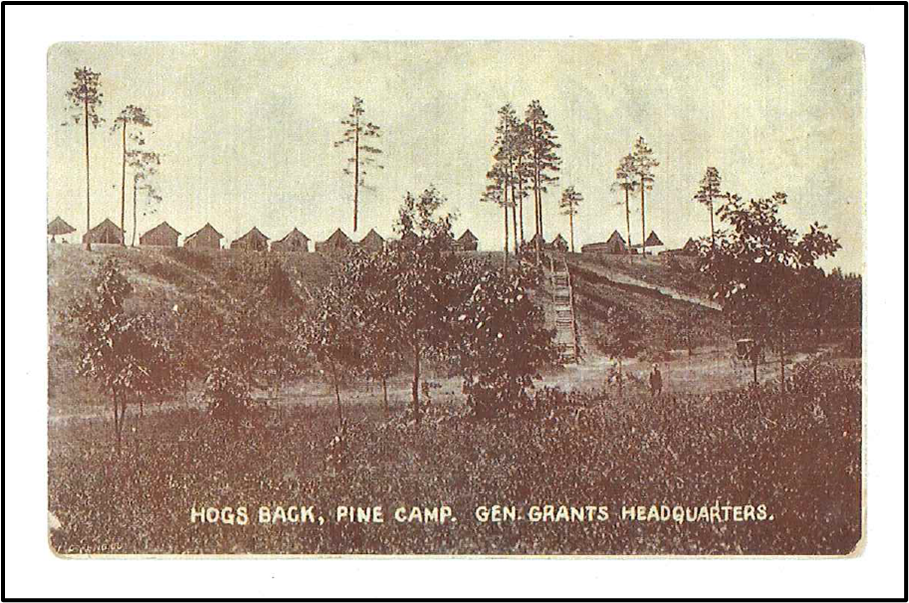 HOGS BACK, PINE CAMP. GEN. GRANTS HEADQUARTERS.